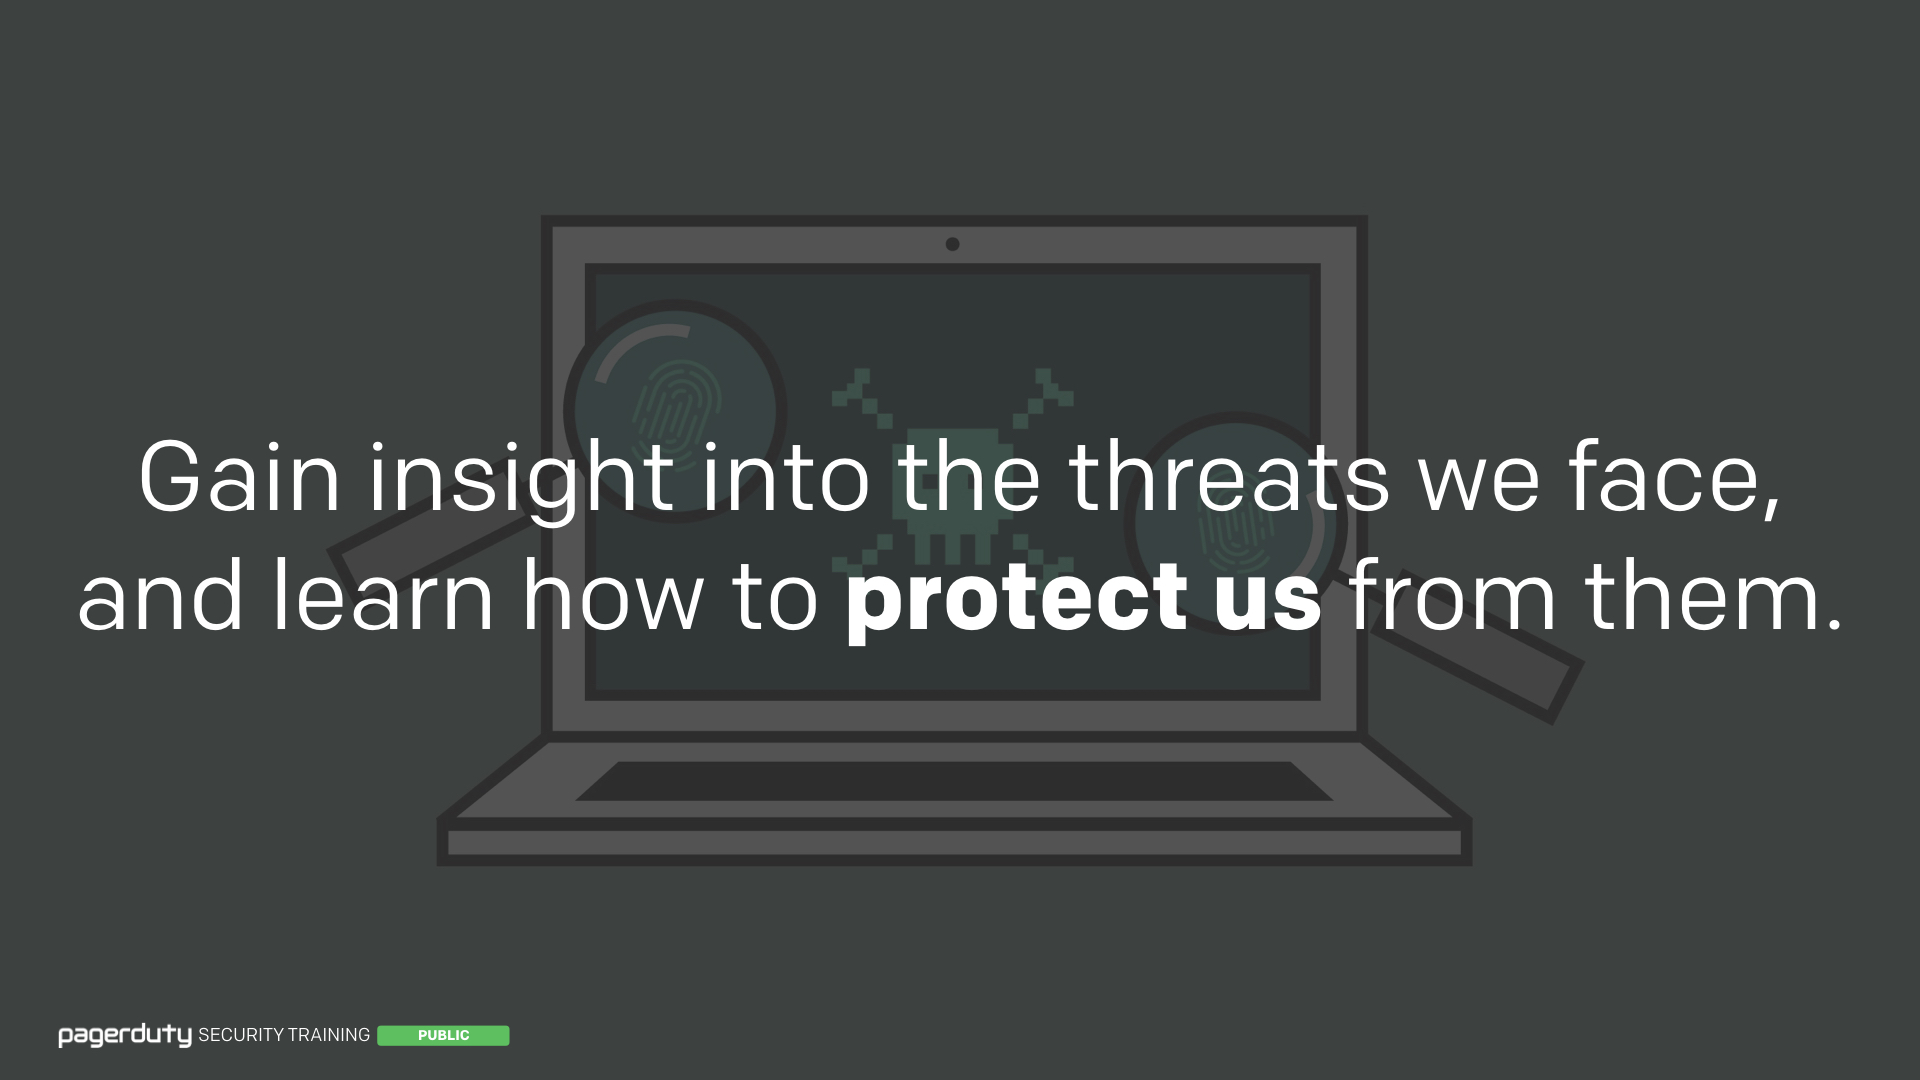 Gain insight into the threats we face,
and learn how to protect us from them.
pagerduty SECURITY TRAINING PUBLIC